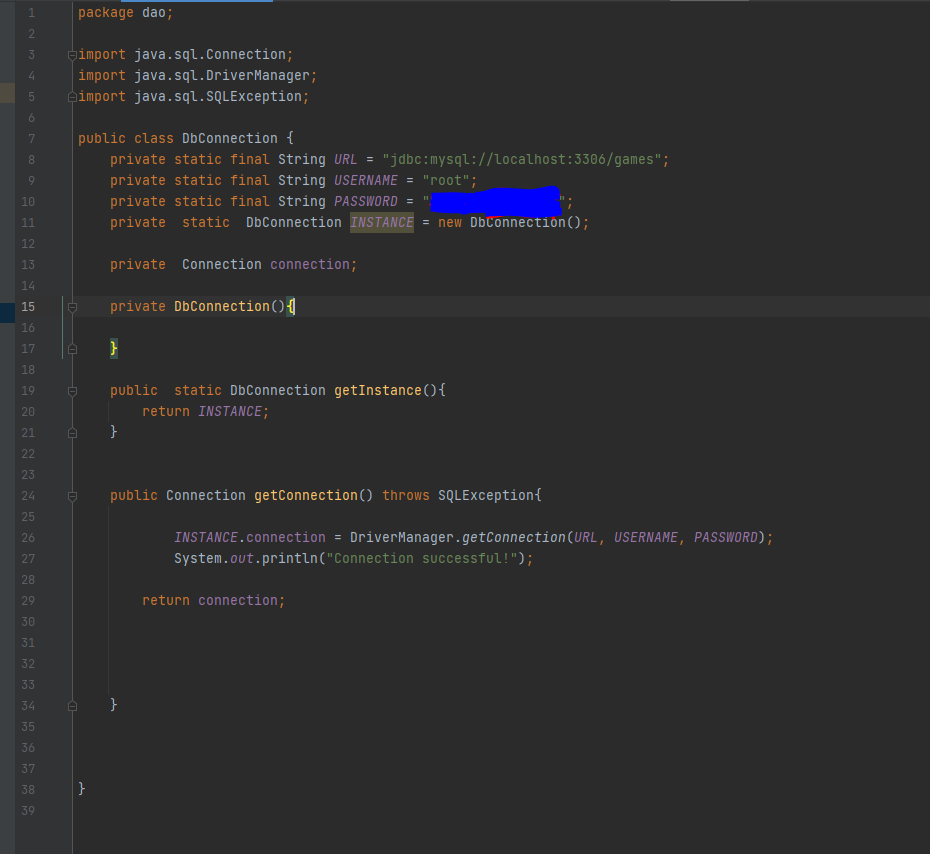 1 package dao;
2
3 import java.sql.Connection;
4 import java.sql.DriverManager;
5 import java.sql.SQLException;
6
7 public class DbConnection {
8     private static final String URL = "jdbc:mysql://localhost:3306/games";
9     private static final String USERNAME = "root";
10     private static final String PASSWORD = "";
11     private  static  DbConnection INSTANCE = new DbConnection();
12
13     private  Connection connection;
14
15     private DbConnection(){
16
17     }
18
19     public  static DbConnection getInstance(){
20         return INSTANCE;
21     }
22
23
24     public Connection getConnection() throws SQLException{
25
26             INSTANCE.connection = DriverManager.getConnection(URL, USERNAME, PASSWORD);
27             System.out.println("Connection successful!");
28
29         return connection;
30
31
32
33
34     }
35
36
37
38 }
39